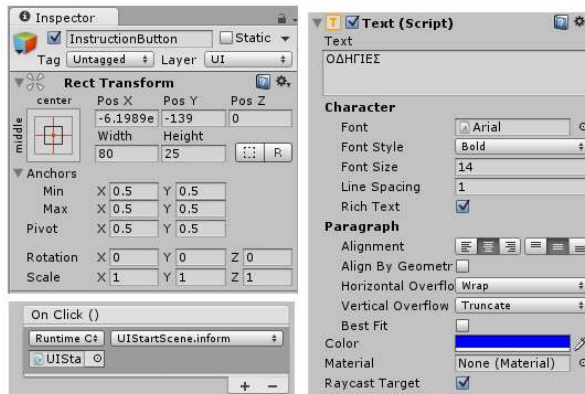 Inspector
InstructionButton
Static
Tag Untagged Layer UI
Rect Transform
center Pos X Pos Y Pos Z
middle
-6.1989e -139 0
Width Height
80 25 R
Anchors
Min X 0.5 Y 0.5
Max X 0.5 Y 0.5
Pivot X 0.5 Y 0.5
Rotation X 0 Y 0 Z 0
Scale X 1 Y 1 Z 1
On Click ()
Runtime C UIStartScene.inform
UISta
+ −
T Text (Script)
Text
ΟΔΗΓΙΕΣ
Character
Font Arial
Font Style Bold
Font Size 14
Line Spacing 1
Rich Text
Paragraph
Alignment
Align By Geometr
Horizontal Overflo Wrap
Vertical Overflow Truncate
Best Fit
Color
Material None (Material)
Raycast Target